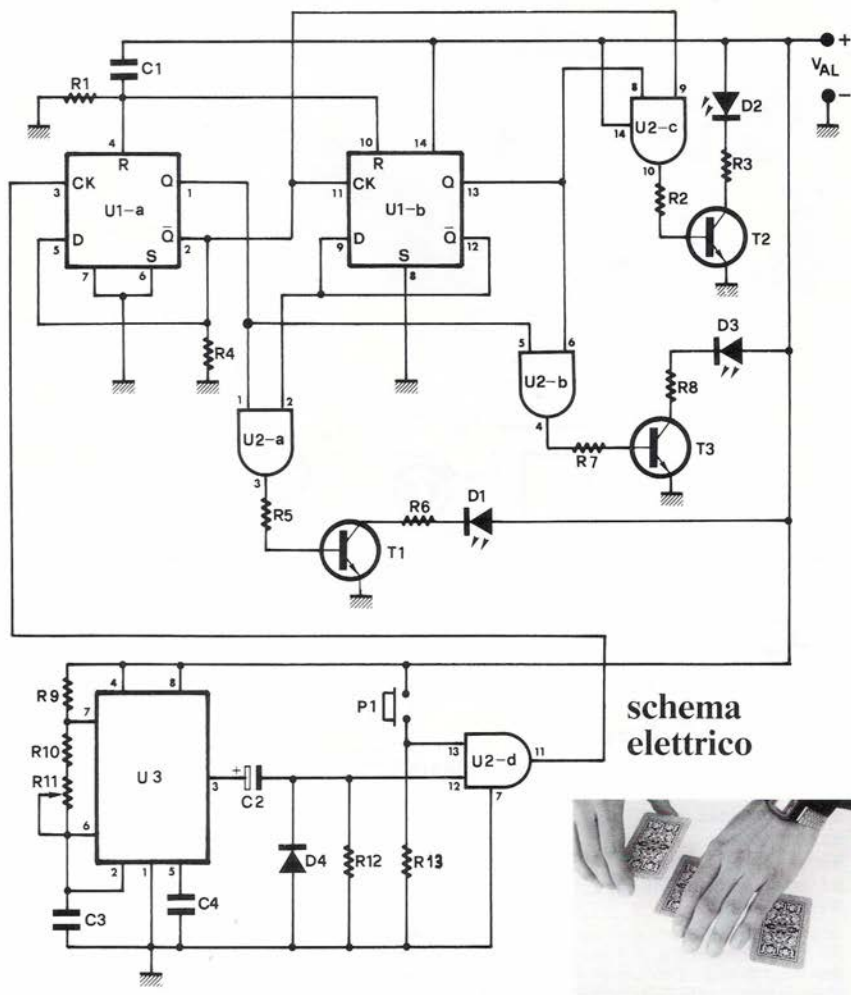 +
V AL
−
C1
R1
4
R
3
CK
Q
1
U1-a
5
D
Q
2
S
7
6
R4
10
14
R
11
CK
Q
13
U1-b
9
D
Q
12
S
8
8
9
14
U2-c
10
R2
D2
R3
T2
5
6
U2-b
4
R7
D3
R8
T3
1
2
U2-a
3
R5
T1
R6
D1
R9
4
8
7
R10
U3
R11
3
+
C2
6
2
1
5
C3
C4
D4
R12
P1
R13
13
12
U2-d
11
7
schema
elettrico